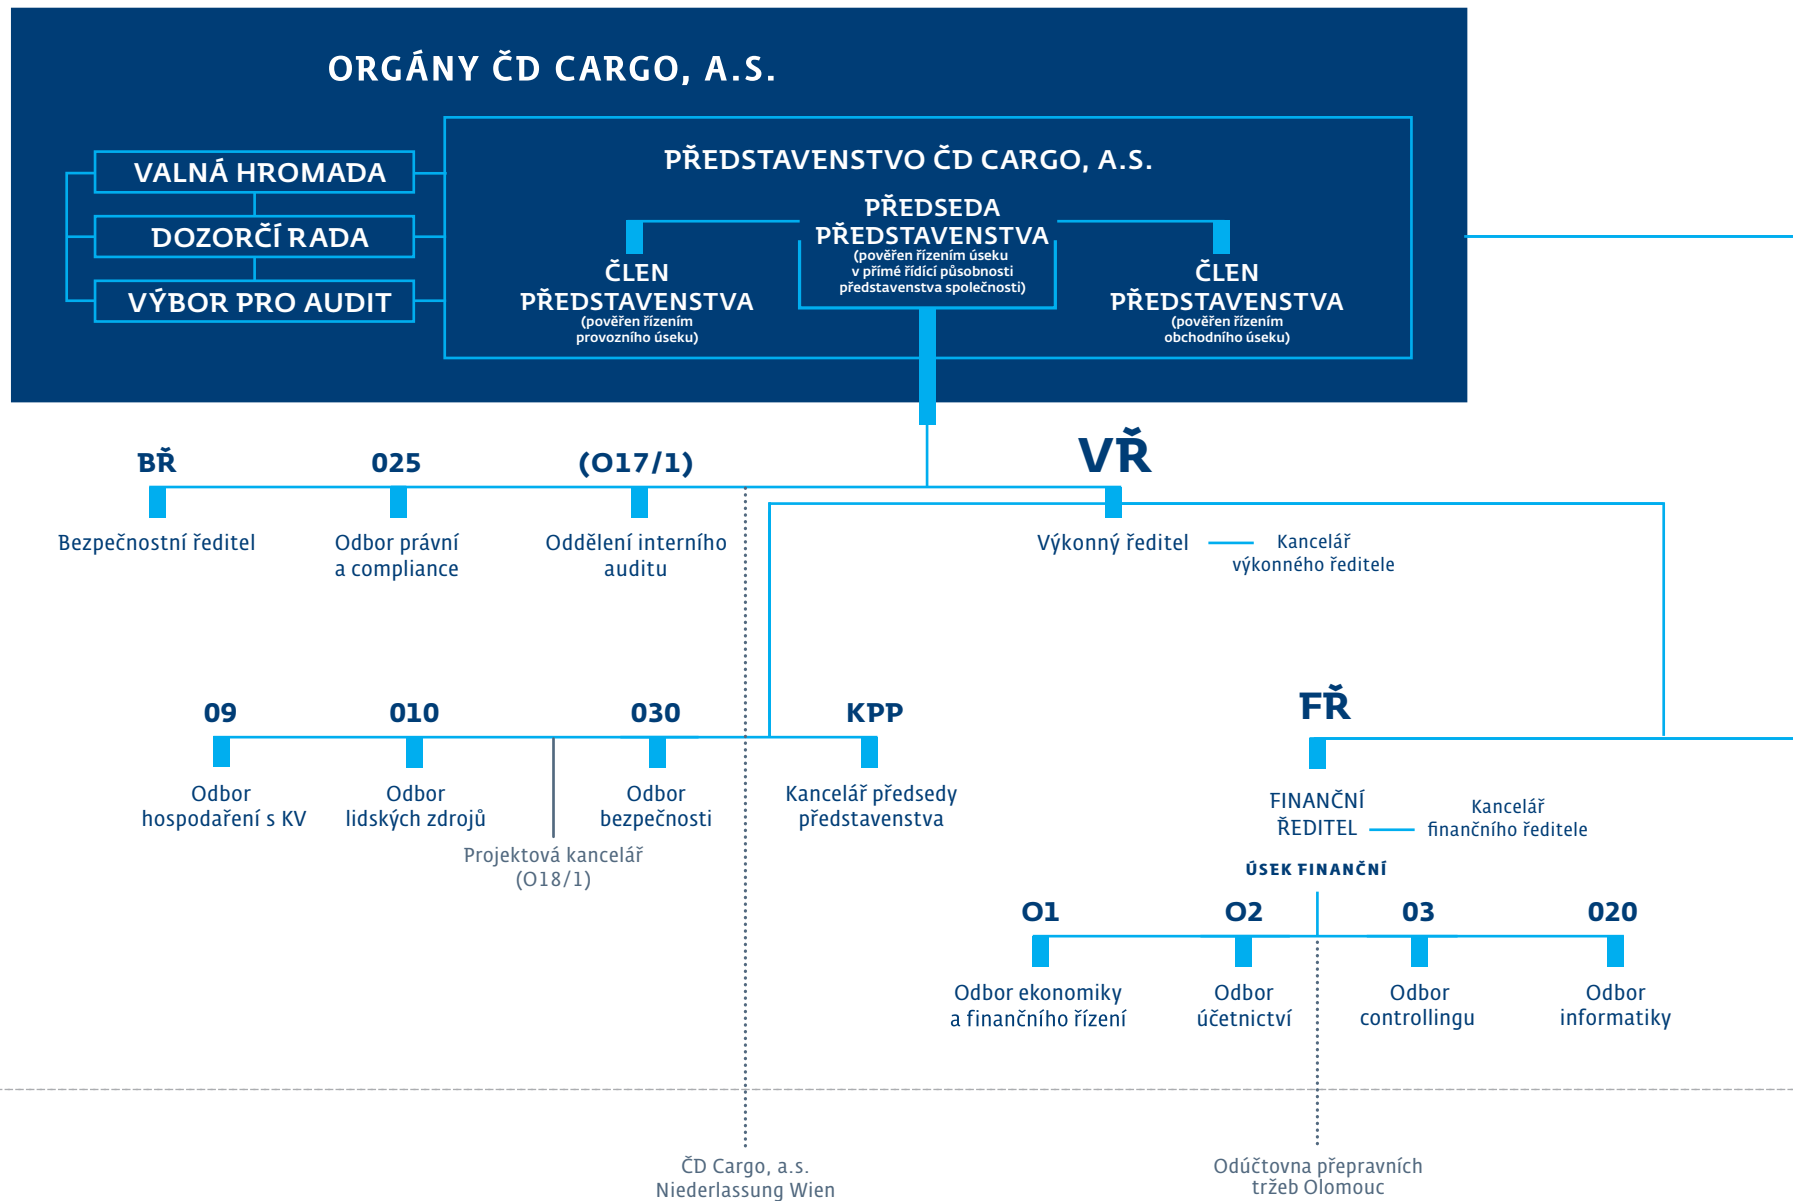 ORGÁNY ČD CARGO, A.S.
VALNÁ HROMADA
DOZORČÍ RADA
VÝBOR PRO AUDIT
PŘEDSTAVENSTVO ČD CARGO, A.S.
PŘEDSEDA
PŘEDSTAVENSTVA
(pověřen řízením úseku
v přímé řídící působnosti
představenstva společnosti)
ČLEN
PŘEDSTAVENSTVA
(pověřen řízením
provozního úseku)
ČLEN
PŘEDSTAVENSTVA
(pověřen řízením
obchodního úseku)
BŘ
025
(O17/1)
VŘ
Bezpečnostní ředitel
Odbor právní
a compliance
Oddělení interního
auditu
Výkonný ředitel
Kancelář
výkonného ředitele
09
010
030
KPP
FŘ
Odbor
hospodaření s KV
Odbor
lidských zdrojů
Odbor
bezpečnosti
Kancelář předsedy
představenstva
Projektová kancelář
(O18/1)
FINANČNÍ
ŘEDITEL
Kancelář
finančního ředitele
ÚSEK FINANČNÍ
O1
O2
03
020
Odbor ekonomiky
a finančního řízení
Odbor
účetnictví
Odbor
controllingu
Odbor
informatiky
ČD Cargo, a.s.
Niederlassung Wien
Odúčtovna přepravních
tržeb Olomouc